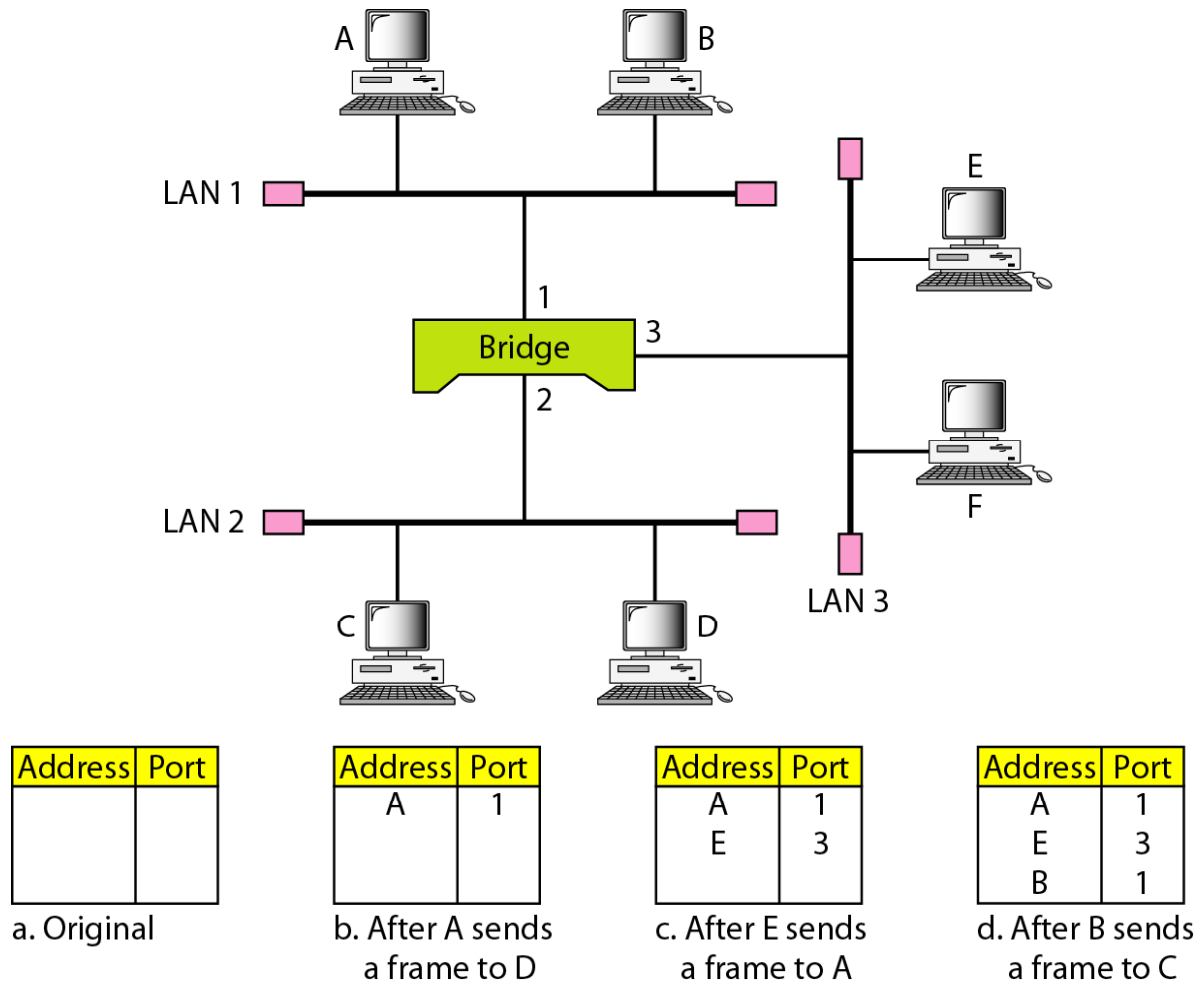 A
B
E
LAN 1
1
Bridge
3
2
F
LAN 2
LAN 3
C
D
Address Port
a. Original
Address Port
A 1
b. After A sends
a frame to D
Address Port
A 1
E 3
c. After E sends
a frame to A
Address Port
A 1
E 3
B 1
d. After B sends
a frame to C